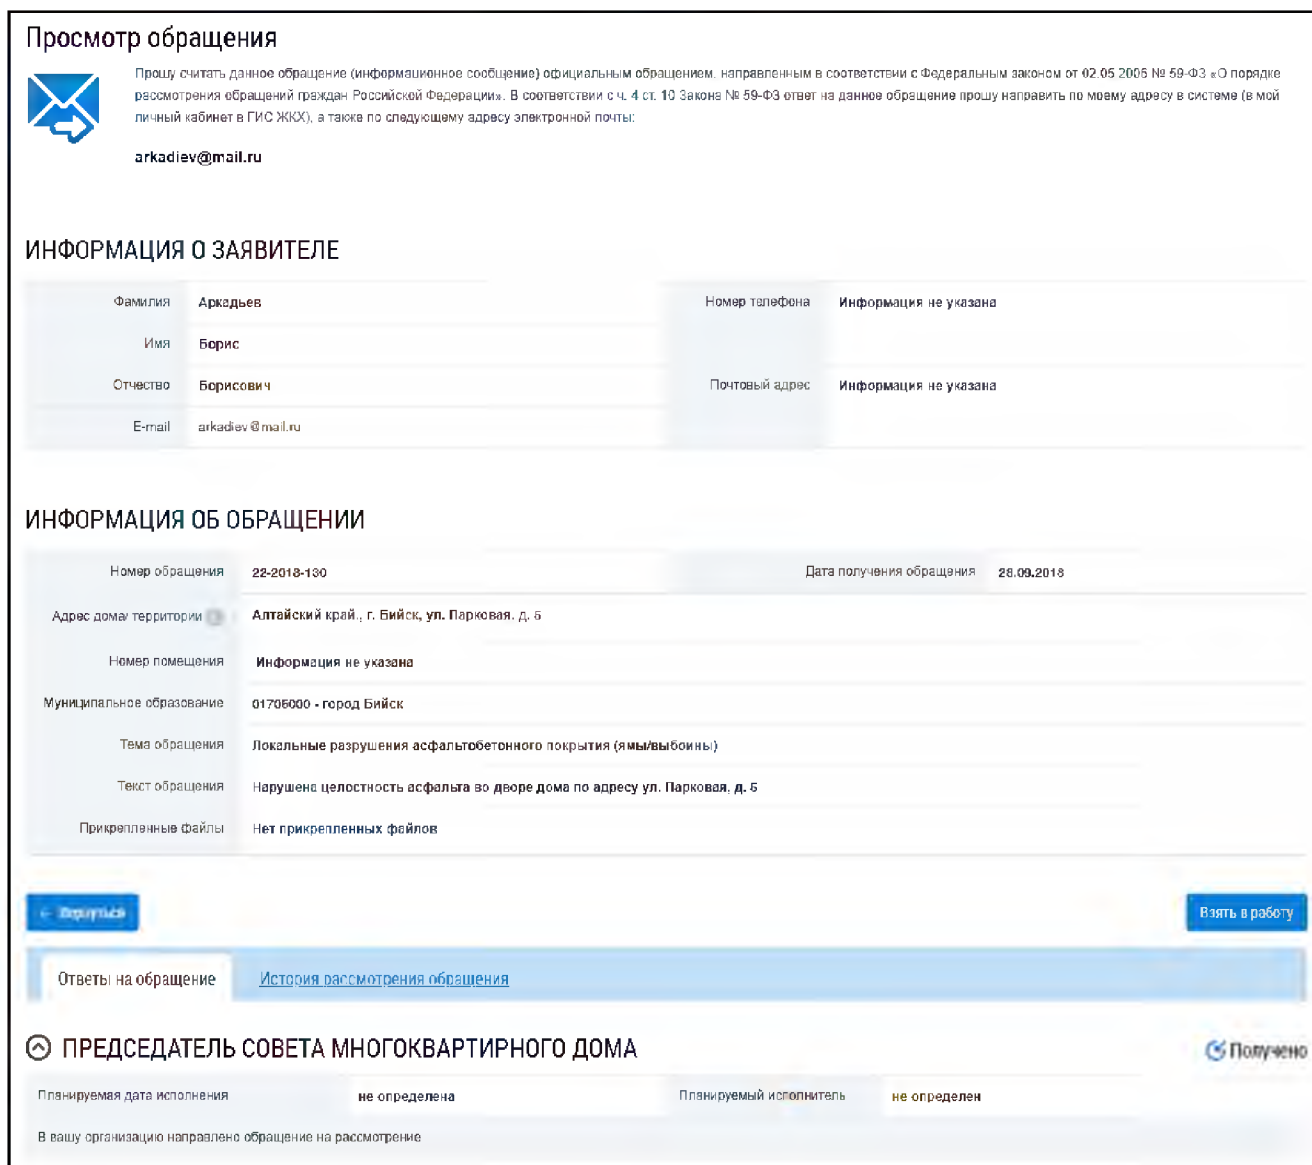 Просмотр обращения
Прошу считать данное обращение (информационное сообщение) официальным обращением, направленным в соответствии с Федеральным законом от 02.05.2006 № 59-ФЗ «О порядке
рассмотрения обращений граждан Российской Федерации». В соответствии с ч. 4 ст. 10 Закона № 59-ФЗ ответ на данное обращение прошу направить по моему адресу в системе (в мой
личный кабинет в ГИС ЖКХ), а также по следующему адресу электронной почты:
arkadiev@mail.ru
ИНФОРМАЦИЯ О ЗАЯВИТЕЛЕ
Фамилия Аркадьев Номер телефона Информация не указана
Имя Борис
Отчество Борисович Почтовый адрес Информация не указана
E-mail arkadiev@mail.ru
ИНФОРМАЦИЯ ОБ ОБРАЩЕНИИ
Номер обращения 22-2018-130 Дата получения обращения 28.09.2018
Адрес дома/ территории Алтайский край., г. Бийск, ул. Парковая, д. 5
Номер помещения Информация не указана
Муниципальное образование 01705000 - город Бийск
Тема обращения Локальные разрушения асфальтобетонного покрытия (ямы/выбоины)
Текст обращения Нарушена целостность асфальта во дворе дома по адресу ул. Парковая, д. 5
Прикрепленные файлы Нет прикрепленных файлов
← Вернуться Взять в работу
Ответы на обращение История рассмотрения обращения
ПРЕДСЕДАТЕЛЬ СОВЕТА МНОГОКВАРТИРНОГО ДОМА Получено
Планируемая дата исполнения не определена Планируемый исполнитель не определен
В вашу организацию направлено обращение на рассмотрение